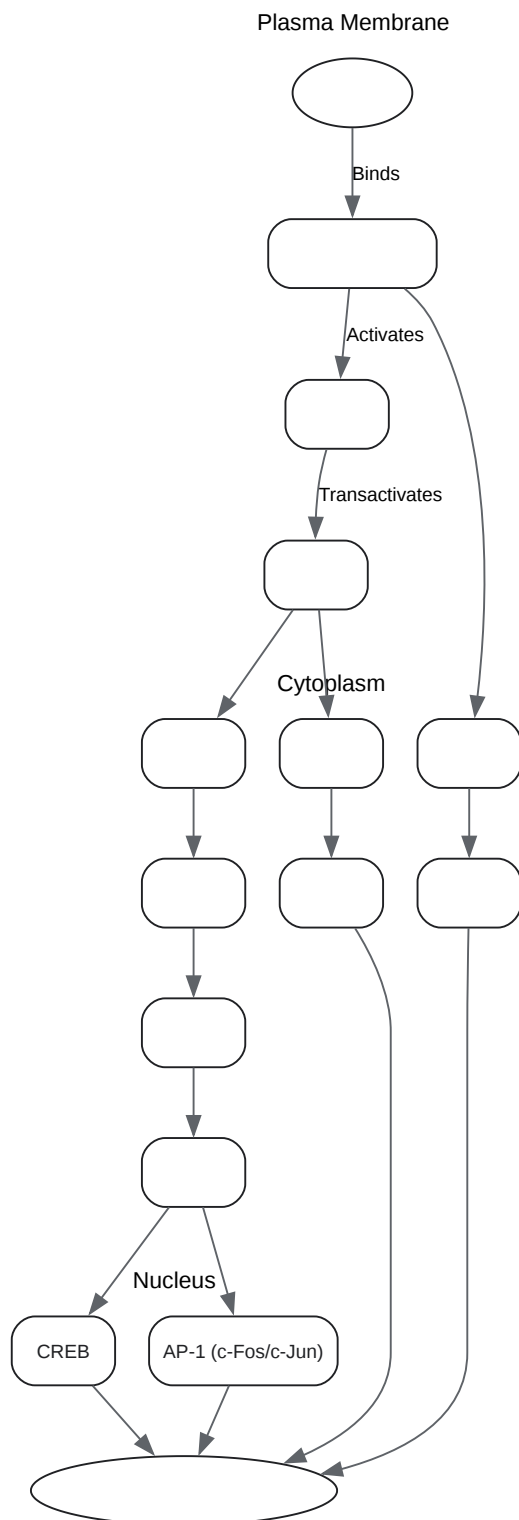 Plasma Membrane
Binds
Activates
Transactivates
Cytoplasm
Nucleus
CREB
AP-1 (c-Fos/c-Jun)